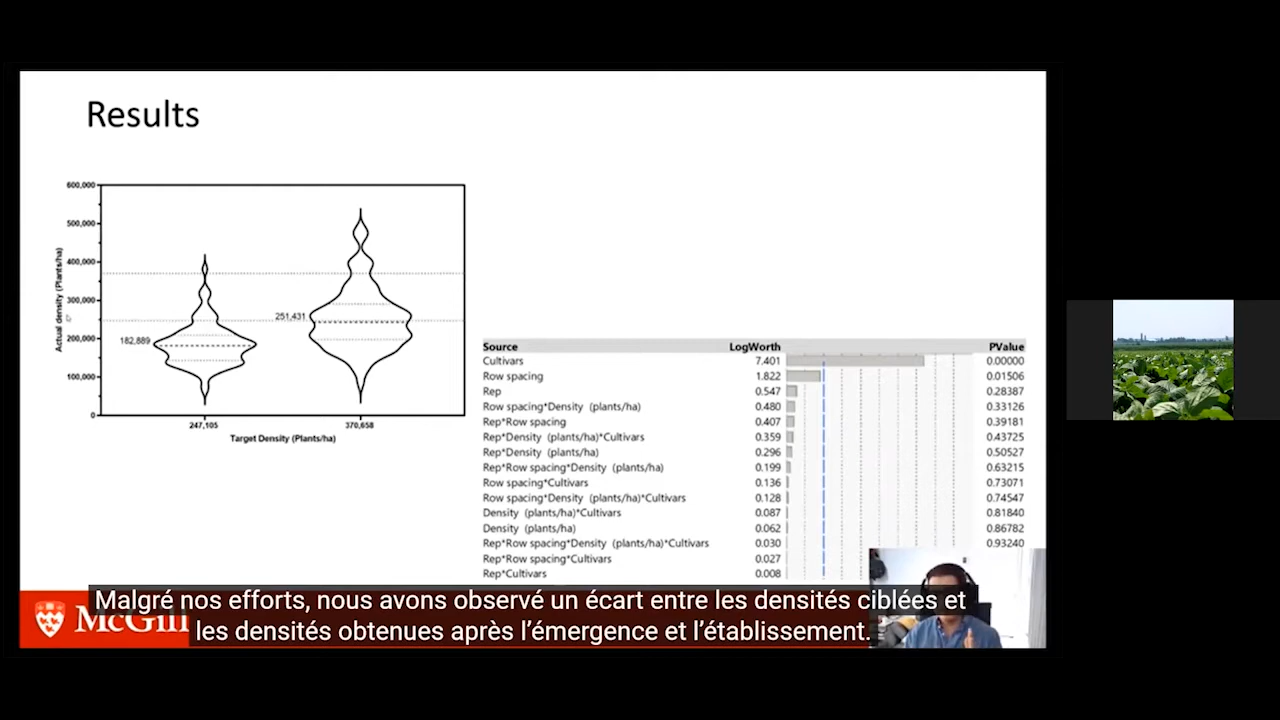 Results
600,000
500,000
400,000
300,000
200,000
100,000
0
Actual density (Plants/ha)
182,889
251,431
247,105
370,658
Target Density (Plants/ha)
Source LogWorth PValue
Cultivars 7.401 0.00000
Row spacing 1.822 0.01506
Rep 0.547 0.28387
Row spacing*Density (plants/ha) 0.480 0.33126
Rep*Row spacing 0.407 0.39181
Rep*Density (plants/ha)*Cultivars 0.359 0.43725
Rep*Density (plants/ha) 0.296 0.50527
Rep*Row spacing*Density (plants/ha) 0.199 0.63215
Row spacing*Cultivars 0.136 0.73071
Row spacing*Density (plants/ha)*Cultivars 0.128 0.74547
Density (plants/ha)*Cultivars 0.087 0.81840
Density (plants/ha) 0.062 0.86782
Rep*Row spacing*Density (plants/ha)*Cultivars 0.030 0.93240
Rep*Row spacing*Cultivars 0.027
Rep*Cultivars 0.008
McGill
Malgré nos efforts, nous avons observé un écart entre les densités ciblées et
les densités obtenues après l'émergence et l'établissement.